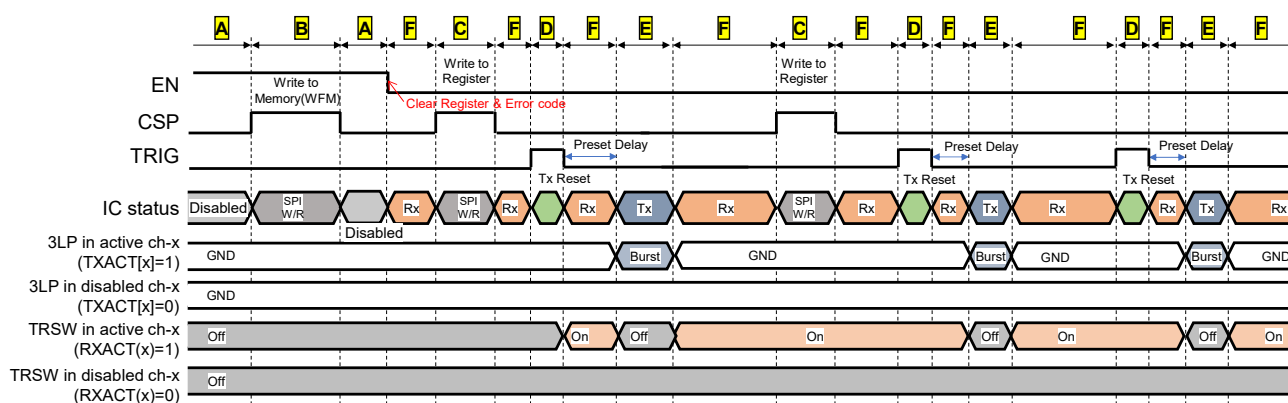 A B A F C F D F E F C F D F E F D F E F
EN
Write to
Memory(WFM)
Clear Register & Error code
Write to
Register
Write to
Register
CSP
TRIG
Preset Delay
Preset Delay
Preset Delay
Tx Reset
Tx Reset
Tx Reset
IC status
Disabled
SPI
W/R
Disabled
Rx
SPI
W/R
Rx
Rx
Tx
Rx
SPI
W/R
Rx
Rx
Tx
Rx
Rx
Tx
Rx
3LP in active ch-x
(TXACT[x]=1)
GND
Burst
GND
Burst
GND
Burst
GND
3LP in disabled ch-x
(TXACT[x]=0)
GND
TRSW in active ch-x
(RXACT(x)=1)
Off
On
Off
On
Off
On
Off
On
TRSW in disabled ch-x
(RXACT(x)=0)
Off